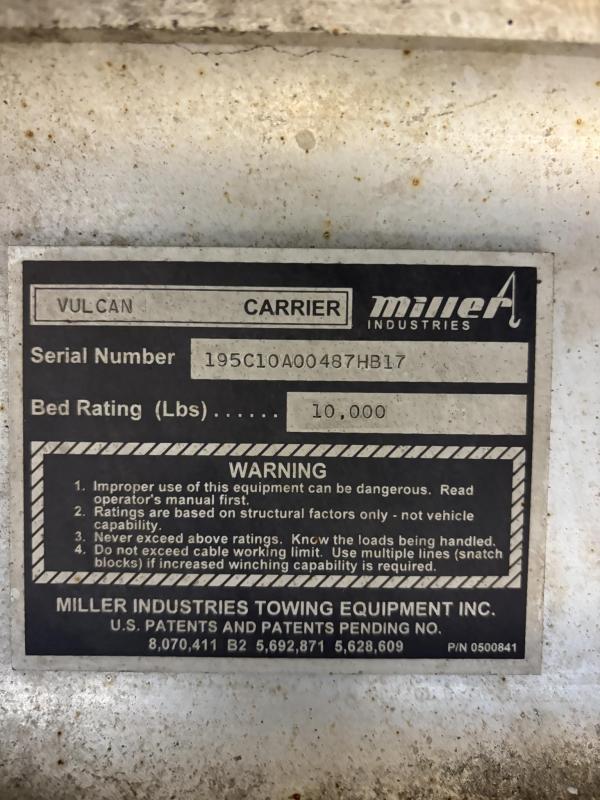 VULCAN CARRIER miller
INDUSTRIES
Serial Number 195C10A00487HB17
Bed Rating (Lbs)...... 10,000
WARNING
1. Improper use of this equipment can be dangerous. Read
operator's manual first.
2. Ratings are based on structural factors only - not vehicle
capability.
3. Never exceed above ratings. Know the loads being handled.
4. Do not exceed cable working limit. Use multiple lines (snatch
blocks) if increased winching capability is required.
MILLER INDUSTRIES TOWING EQUIPMENT INC.
U.S. PATENTS AND PATENTS PENDING NO.
8,070,411 B2 5,692,871 5,628,609 P/N 0500841